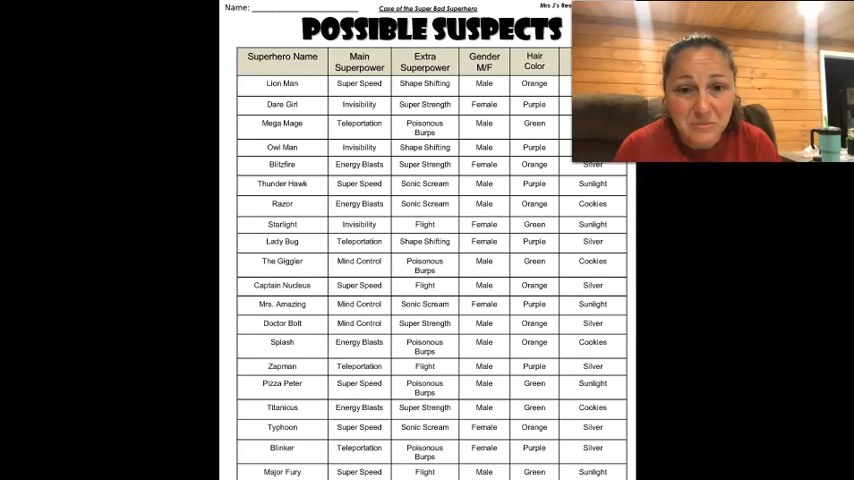 Name: ___________________ Case of the Super Bad Superhero Mrs J's Res
POSSIBLE SUSPECTS
Superhero Name Main Superpower Extra Superpower Gender M/F Hair Color
Lion Man Super Speed Shape Shifting Male Orange
Dare Girl Invisibility Super Strength Female Purple
Mega Mage Teleportation Poisonous Burps Male Green
Owl Man Invisibility Shape Shifting Male Purple
Blitzfire Energy Blasts Super Strength Female Orange Silver
Thunder Hawk Super Speed Sonic Scream Male Purple Sunlight
Razor Energy Blasts Sonic Scream Male Orange Cookies
Starlight Invisibility Flight Female Green Sunlight
Lady Bug Teleportation Shape Shifting Female Purple Silver
The Giggler Mind Control Poisonous Burps Male Green Cookies
Captain Nucleus Super Speed Flight Male Orange Silver
Mrs. Amazing Mind Control Sonic Scream Female Purple Sunlight
Doctor Bolt Mind Control Super Strength Male Orange Silver
Splash Energy Blasts Poisonous Burps Male Orange Cookies
Zapman Teleportation Flight Male Purple Silver
Pizza Peter Super Speed Poisonous Burps Male Green Sunlight
Titanicus Energy Blasts Super Strength Male Green Cookies
Typhoon Super Speed Sonic Scream Female Orange Silver
Blinker Teleportation Poisonous Burps Female Purple Silver
Major Fury Super Speed Flight Male Green Sunlight